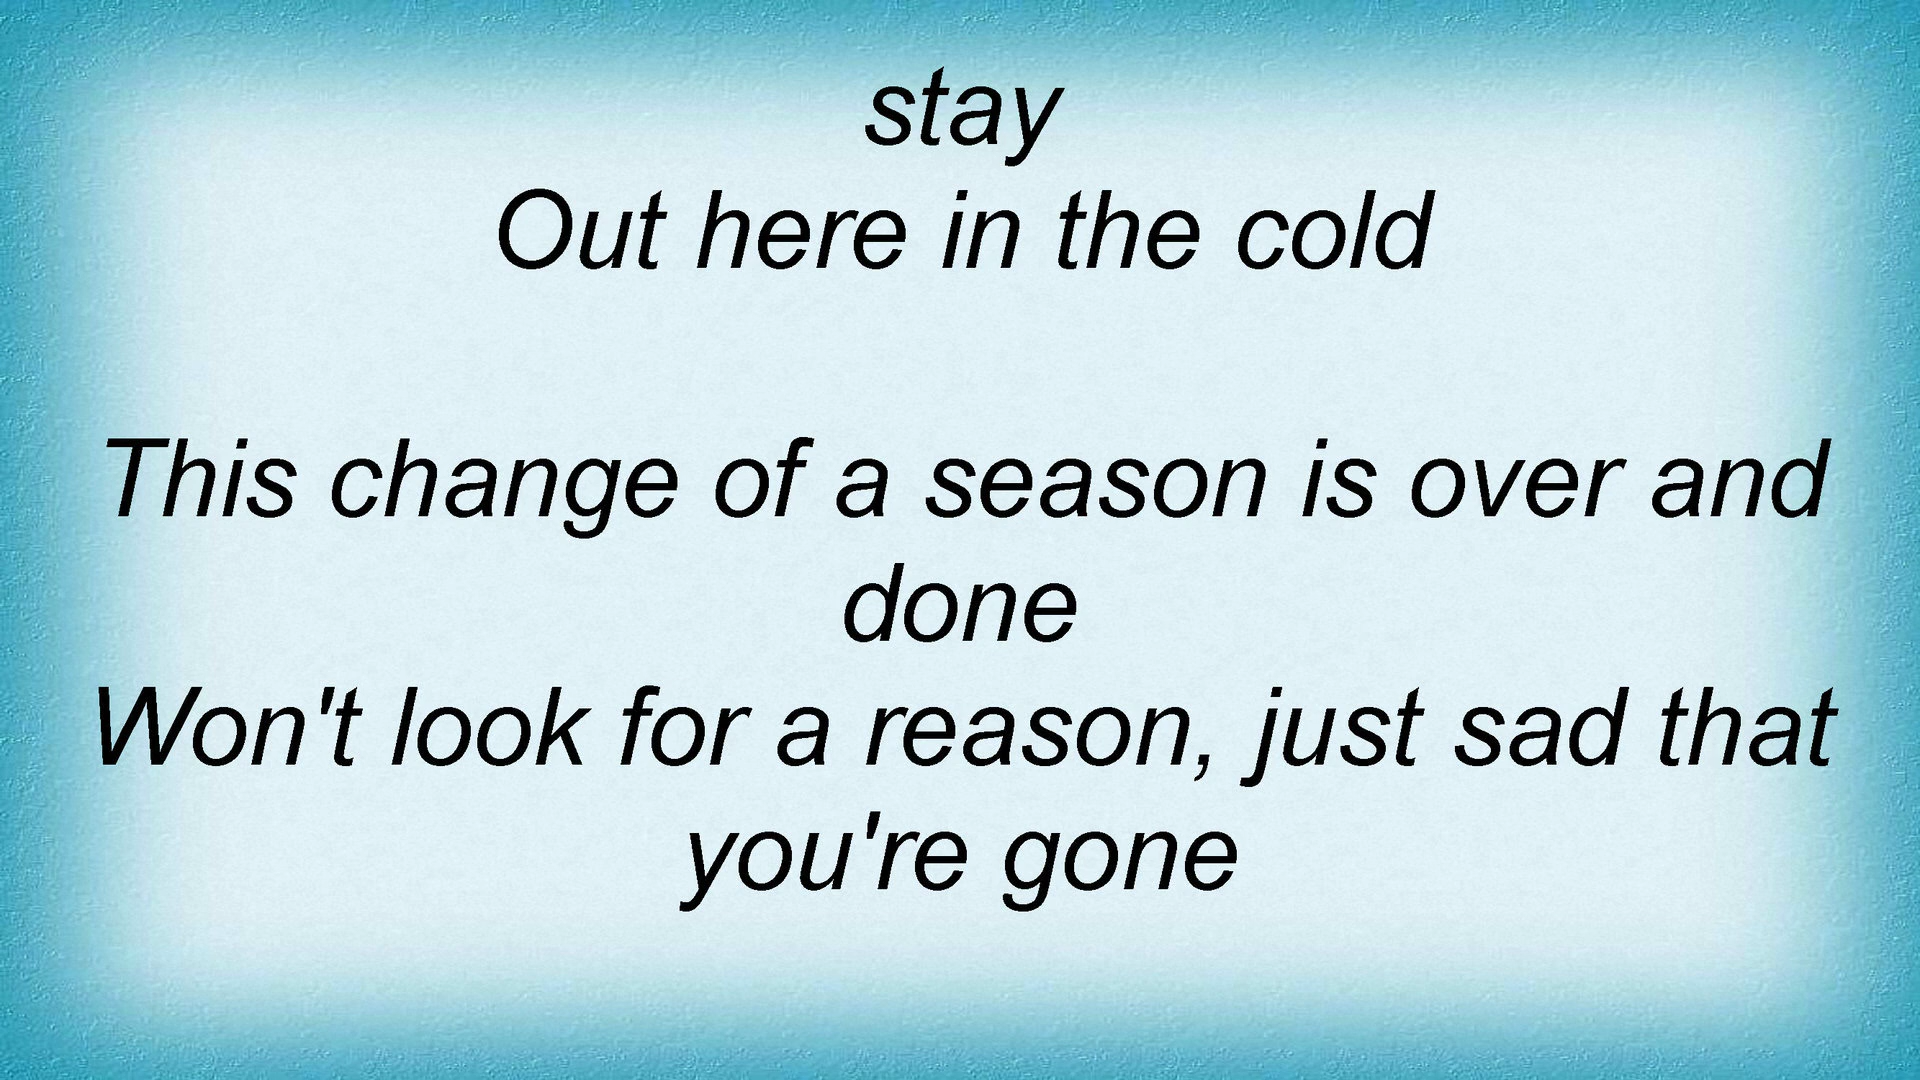 stay
Out here in the cold
This change of a season is over and
done
Won't look for a reason, just sad that
you're gone